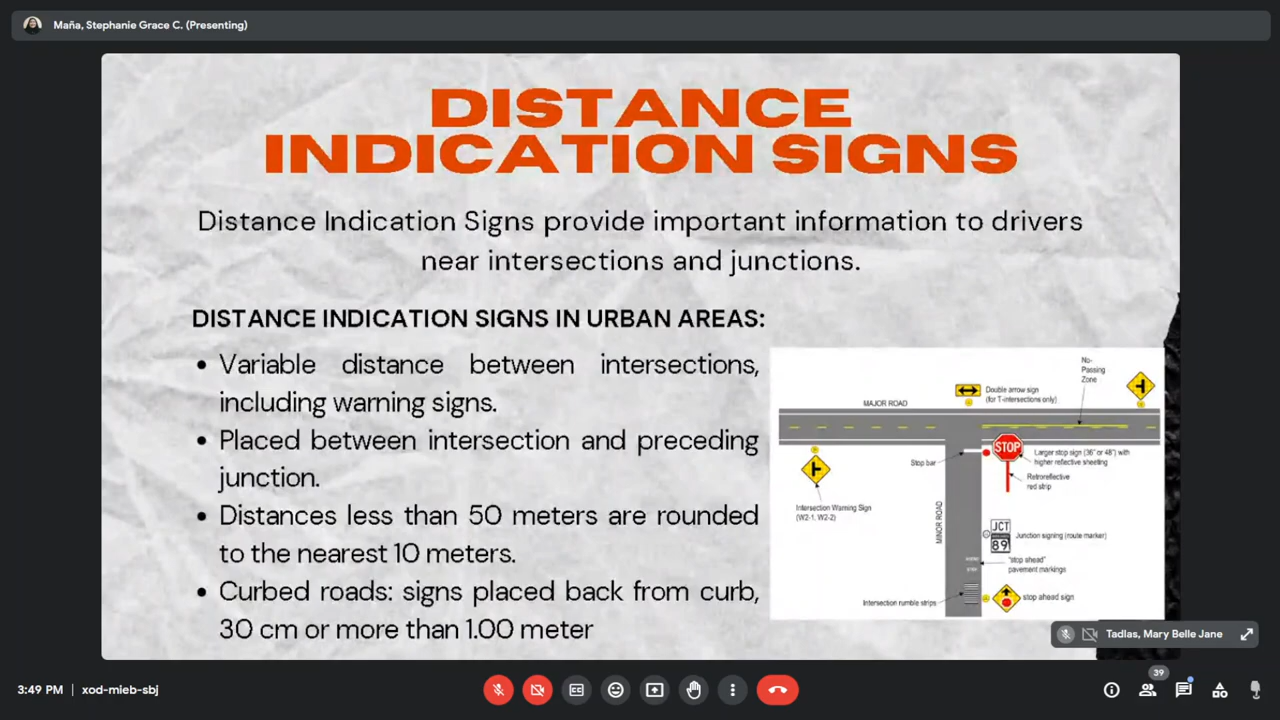 Maña, Stephanie Grace C. (Presenting)
DISTANCE
INDICATION SIGNS
Distance Indication Signs provide important information to drivers
near intersections and junctions.
DISTANCE INDICATION SIGNS IN URBAN AREAS:
• Variable distance between intersections,
including warning signs.
• Placed between intersection and preceding
junction.
• Distances less than 50 meters are rounded
to the nearest 10 meters.
• Curbed roads: signs placed back from curb,
30 cm or more than 1.00 meter
No-
Passing
Zone
MAJOR ROAD
Double arrow sign
(for T-intersections only)
STOP
Stop bar
Larger stop sign (36" or 48") with
higher reflective sheeting
Retroreflective
red strip
Intersection Warning Sign
(W2-1, W2-2)
MINOR ROAD
JCT
89
Junction signing (route marker)
"stop ahead"
pavement markings
Intersection rumble strips
stop ahead sign
Tadlas, Mary Belle Jane
3:49 PM | xod-mieb-sbj
39